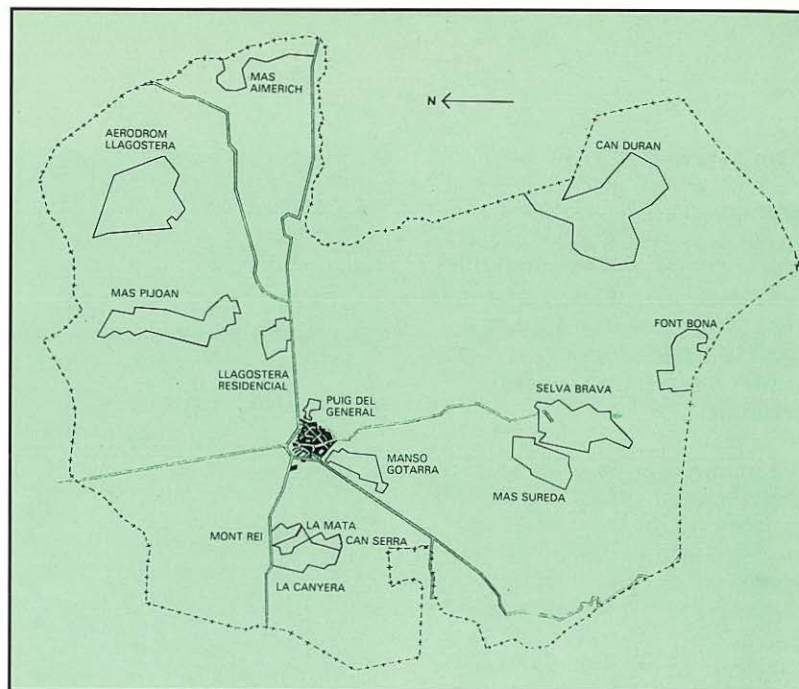 MAS
AIMERICH
N
AERODROM
LLAGOSTERA
CAN DURAN
MAS PIJOAN
FONT BONA
LLAGOSTERA
RESIDENCIAL
SELVA BRAVA
PUIG DEL
GENERAL
MANSO
GOTARRA
MAS SUREDA
LA MATA
MONT REI
CAN SERRA
LA CANYERA